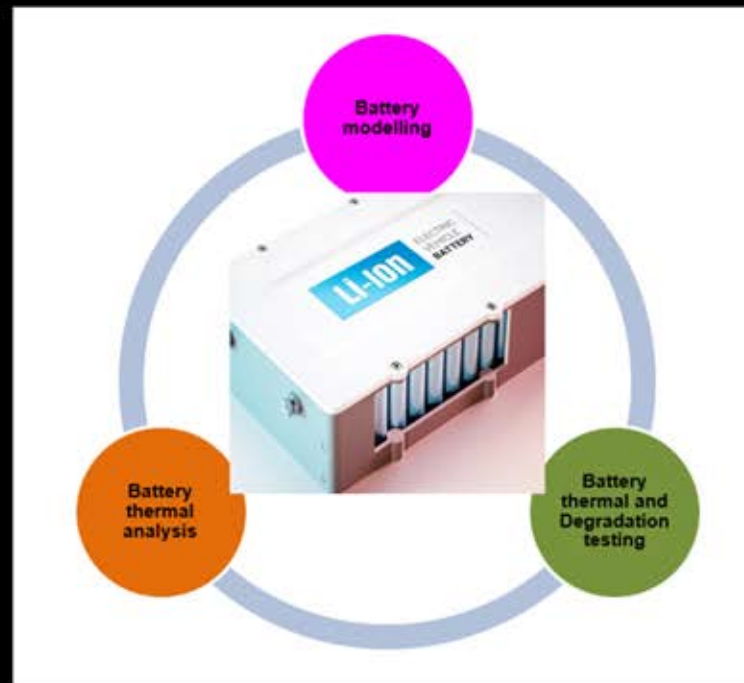 Battery
modelling
Li-Ion
ELECTRIC
VEHICLE
BATTERY
Battery
thermal
analysis
Battery
thermal and
Degradation
testing